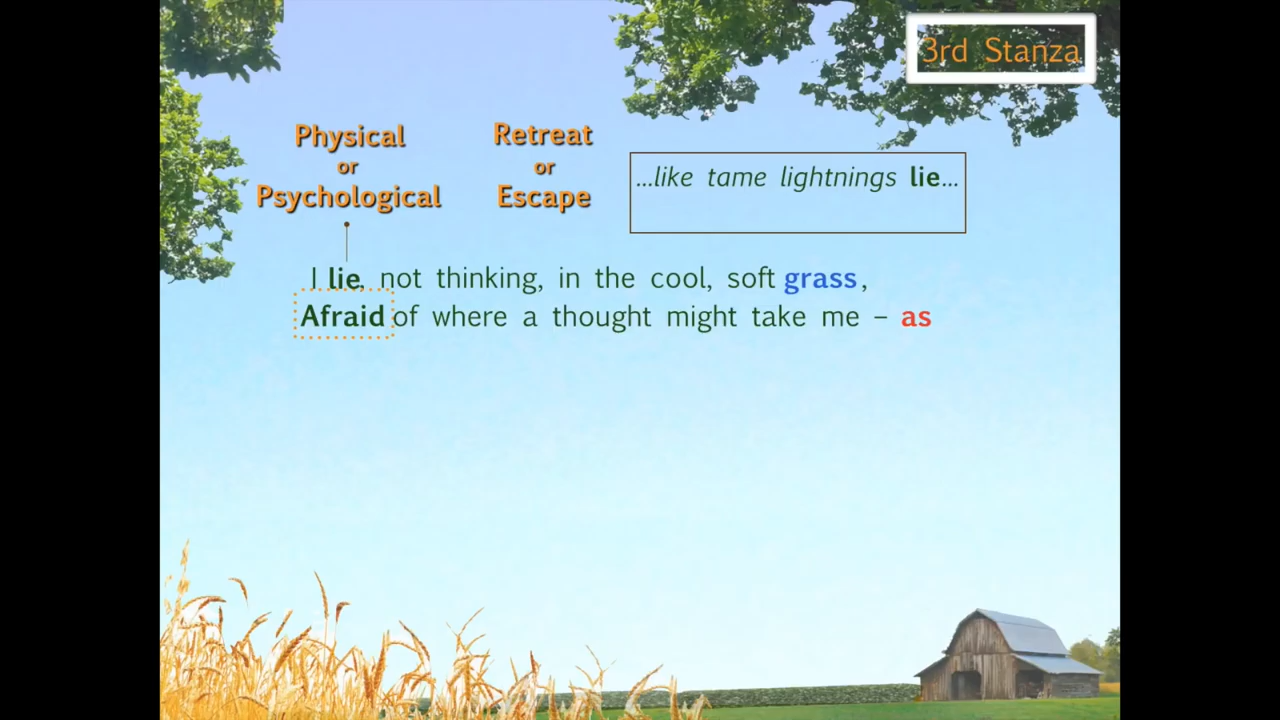 3rd Stanza
Physical
or
Psychological
Retreat
or
Escape
...like tame lightnings lie...
I lie, not thinking, in the cool, soft grass,
Afraid of where a thought might take me – as